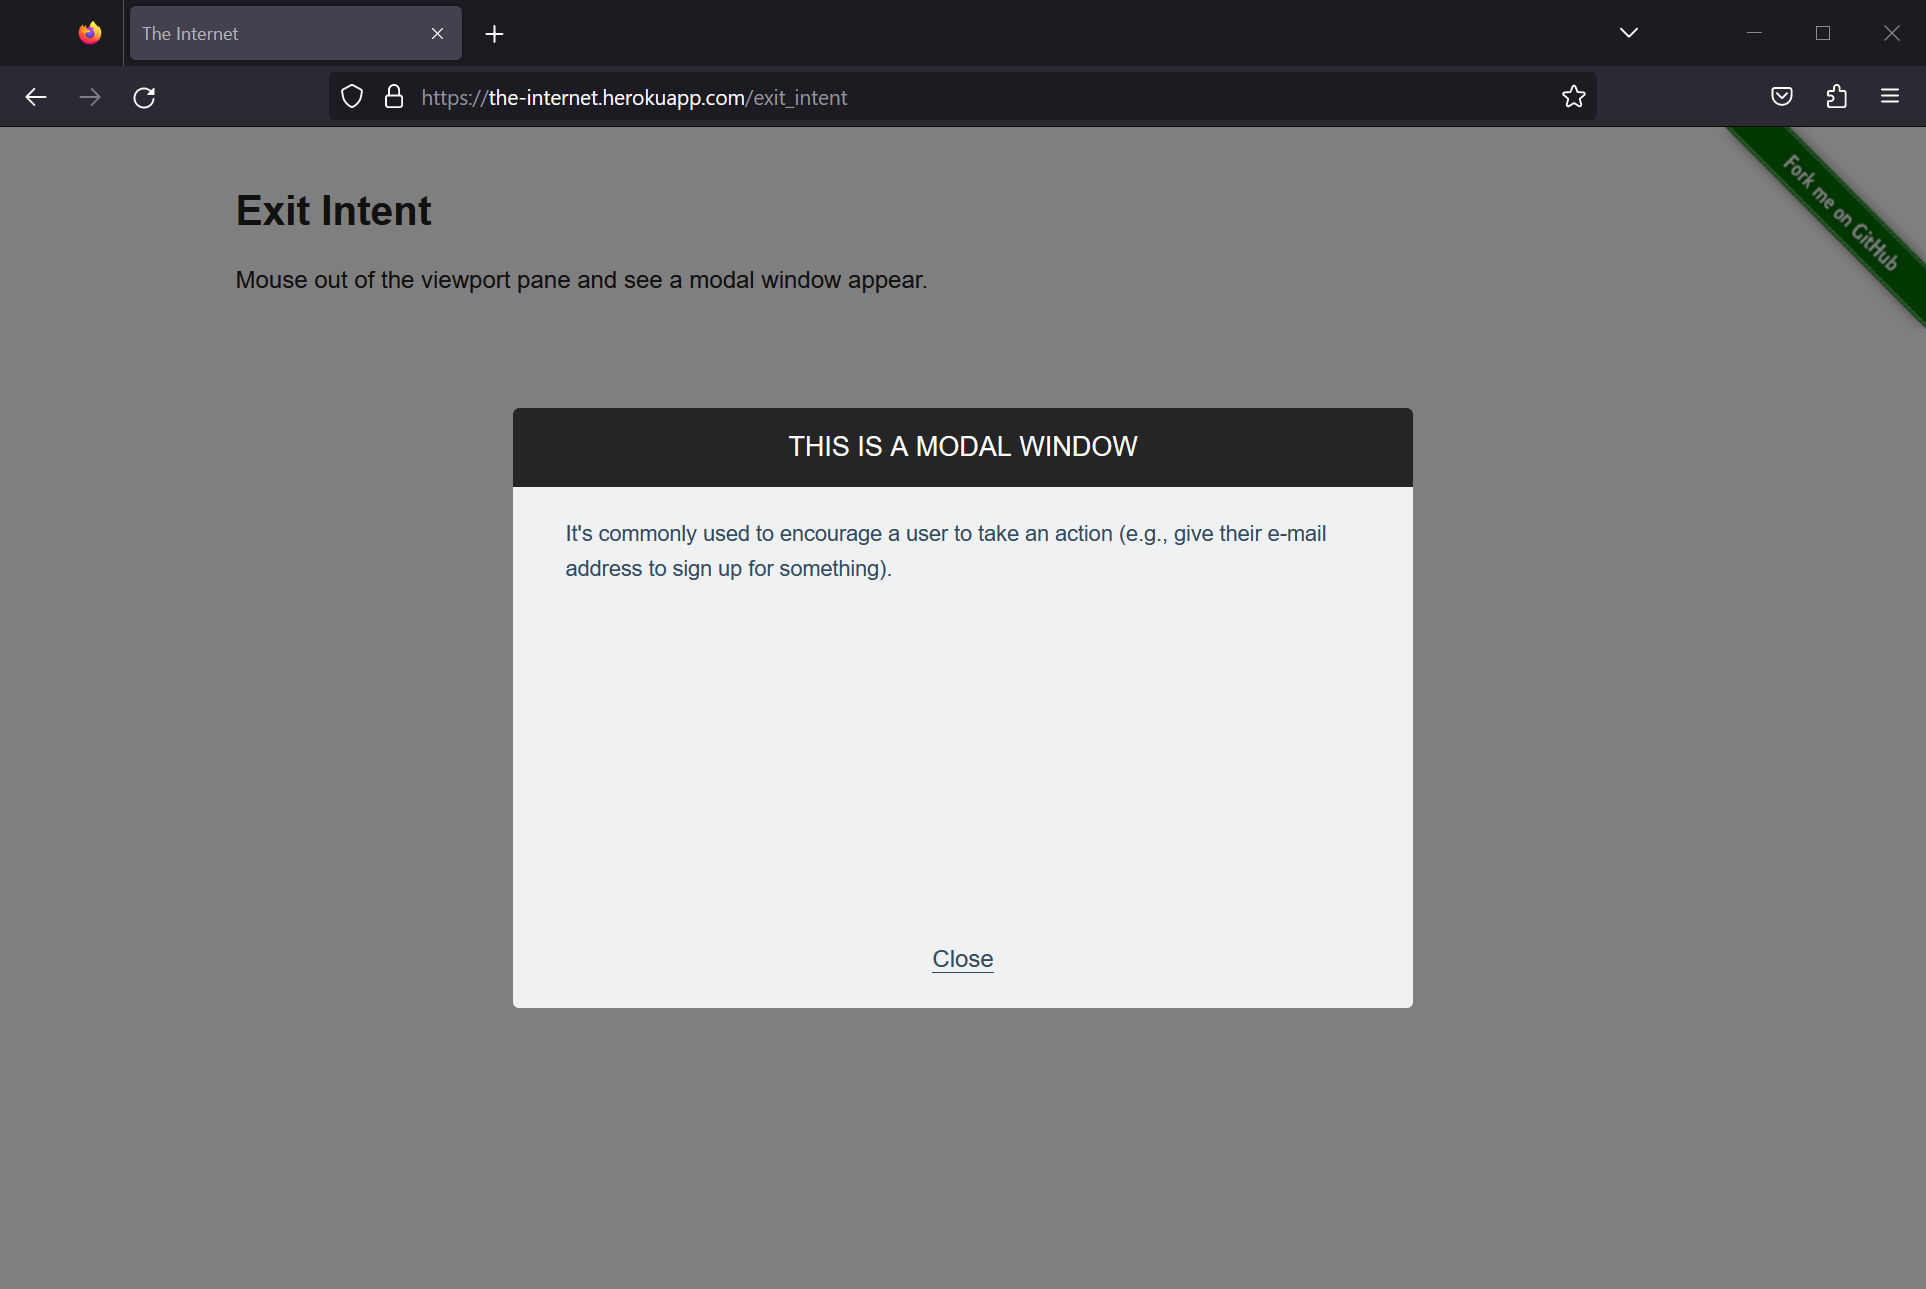 The Internet
https://the-internet.herokuapp.com/exit_intent
Fork me on GitHub
Exit Intent
Mouse out of the viewport pane and see a modal window appear.
THIS IS A MODAL WINDOW
It's commonly used to encourage a user to take an action (e.g., give their e-mail
address to sign up for something).
Close